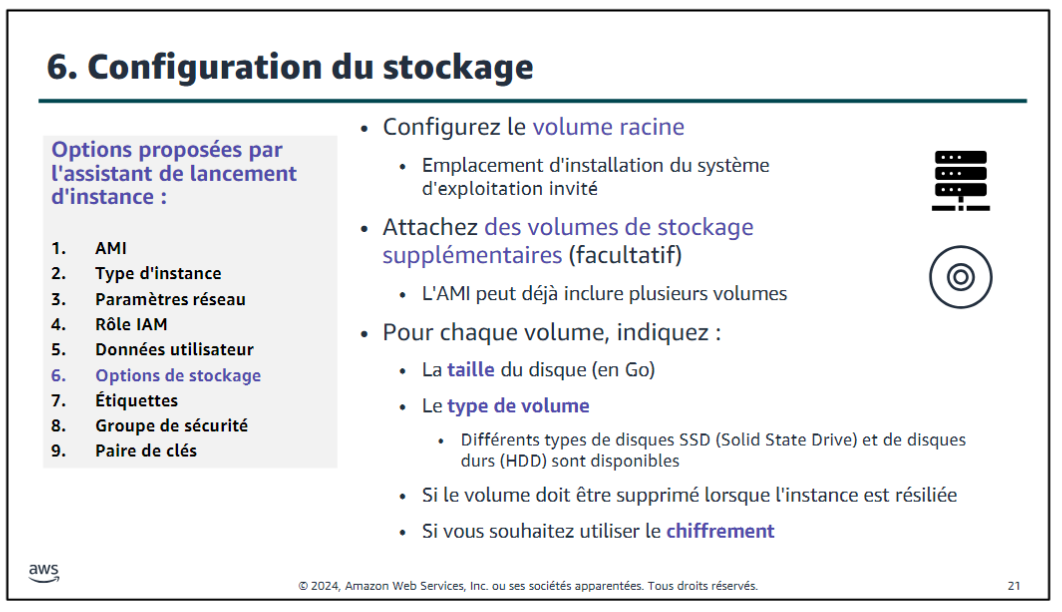 6. Configuration du stockage
Options proposées par
l'assistant de lancement
d'instance :
1. AMI
2. Type d'instance
3. Paramètres réseau
4. Rôle IAM
5. Données utilisateur
6. Options de stockage
7. Étiquettes
8. Groupe de sécurité
9. Paire de clés
• Configurez le volume racine
• Emplacement d'installation du système
d'exploitation invité
• Attachez des volumes de stockage
supplémentaires (facultatif)
• L'AMI peut déjà inclure plusieurs volumes
• Pour chaque volume, indiquez :
• La taille du disque (en Go)
• Le type de volume
• Différents types de disques SSD (Solid State Drive) et de disques
durs (HDD) sont disponibles
• Si le volume doit être supprimé lorsque l'instance est résiliée
• Si vous souhaitez utiliser le chiffrement
aws
© 2024, Amazon Web Services, Inc. ou ses sociétés apparentées. Tous droits réservés.
21